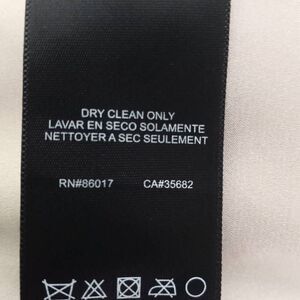 DRY CLEAN ONLY
LAVAR EN SECO SOLAMENTE
NETTOYER A SEC SEULEMENT
RN#86017 CA#35682